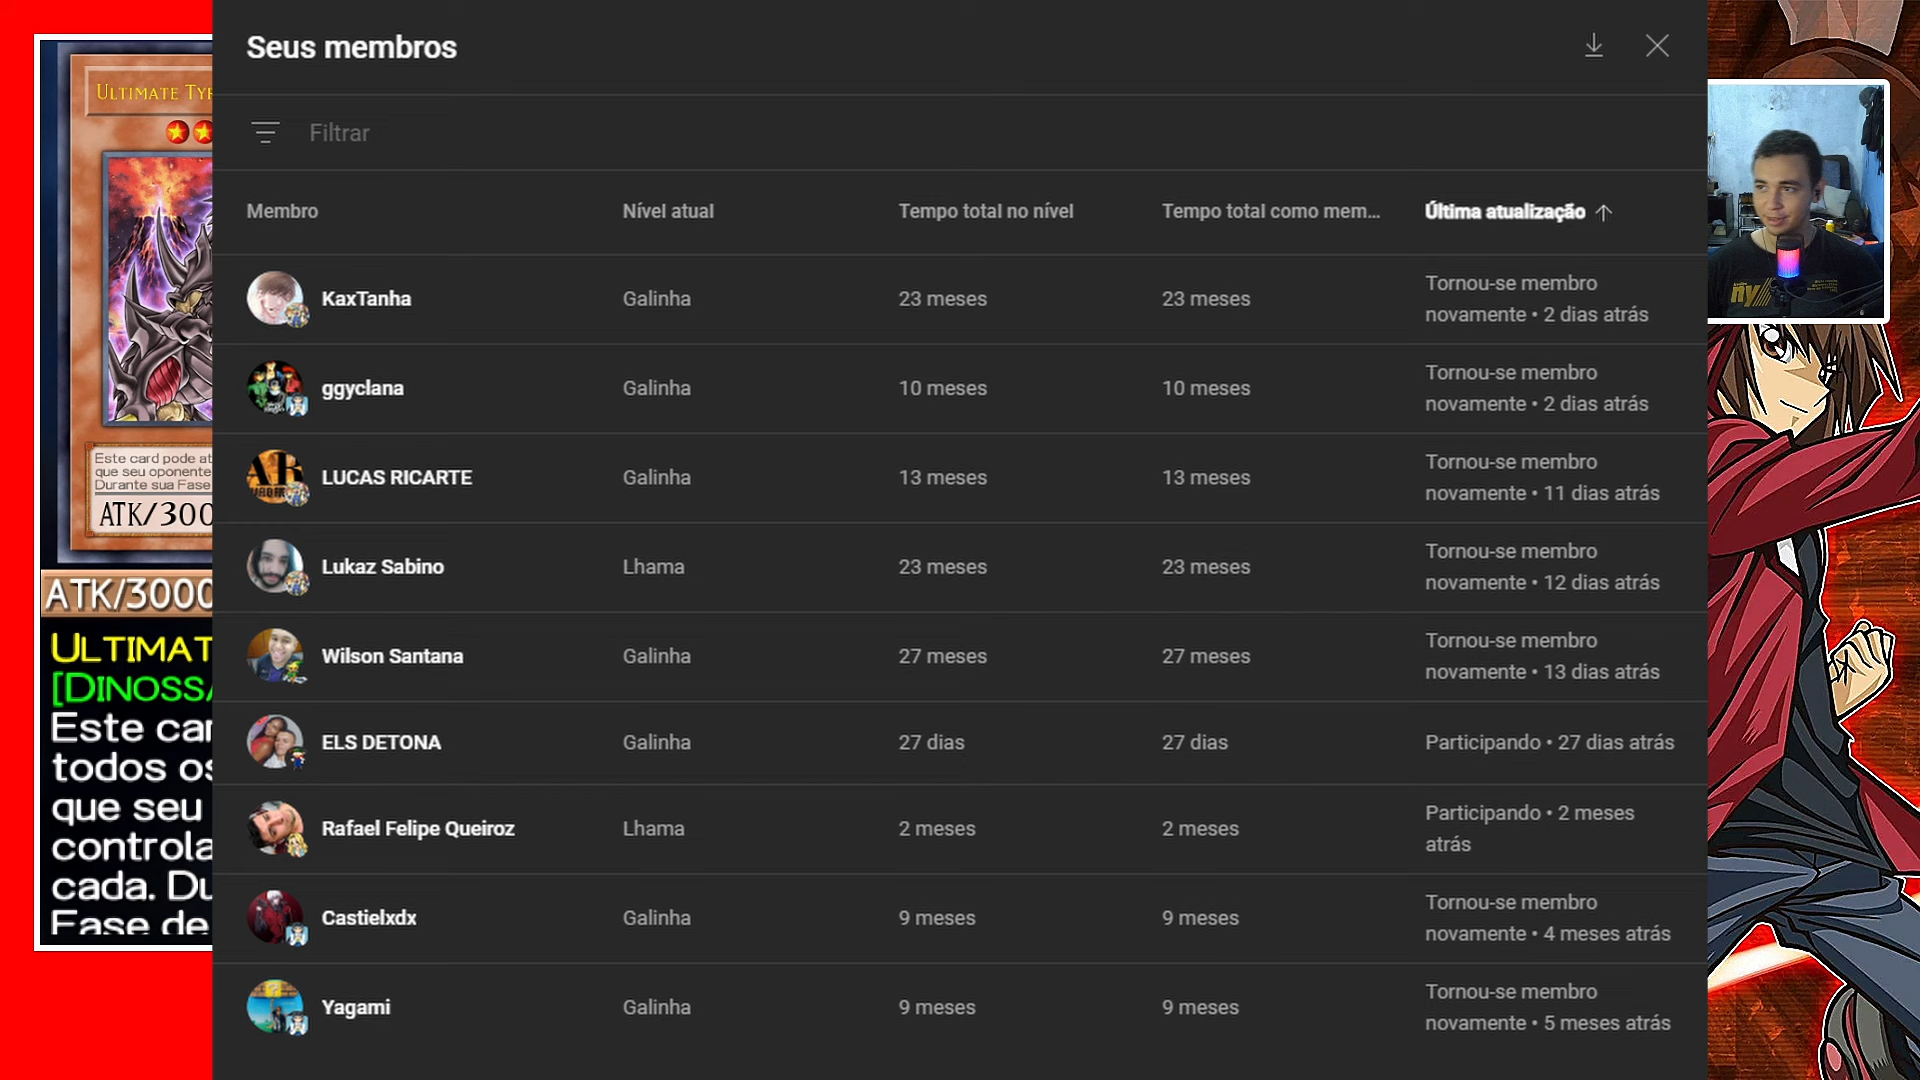 Seus membros
Filtrar
Membro
Nível atual
Tempo total no nível
Tempo total como mem...
Última atualização
KaxTanha
Galinha
23 meses
23 meses
Tornou-se membro
novamente • 2 dias atrás
ggyclana
Galinha
10 meses
10 meses
Tornou-se membro
novamente • 2 dias atrás
LUCAS RICARTE
Galinha
13 meses
13 meses
Tornou-se membro
novamente • 11 dias atrás
Lukaz Sabino
Lhama
23 meses
23 meses
Tornou-se membro
novamente • 12 dias atrás
Wilson Santana
Galinha
27 meses
27 meses
Tornou-se membro
novamente • 13 dias atrás
ELS DETONA
Galinha
27 dias
27 dias
Participando • 27 dias atrás
Rafael Felipe Queiroz
Lhama
2 meses
2 meses
Participando • 2 meses
atrás
Castielxdx
Galinha
9 meses
9 meses
Tornou-se membro
novamente • 4 meses atrás
Yagami
Galinha
9 meses
9 meses
Tornou-se membro
novamente • 5 meses atrás
ULTIMATE TYR
Este card pode at
que seu oponente
Durante sua Fase
ATK/300
ATK/3000
ULTIMAT
[DINOSSA
Este car
todos os
que seu
controla
cada. Du
Fase de
ny